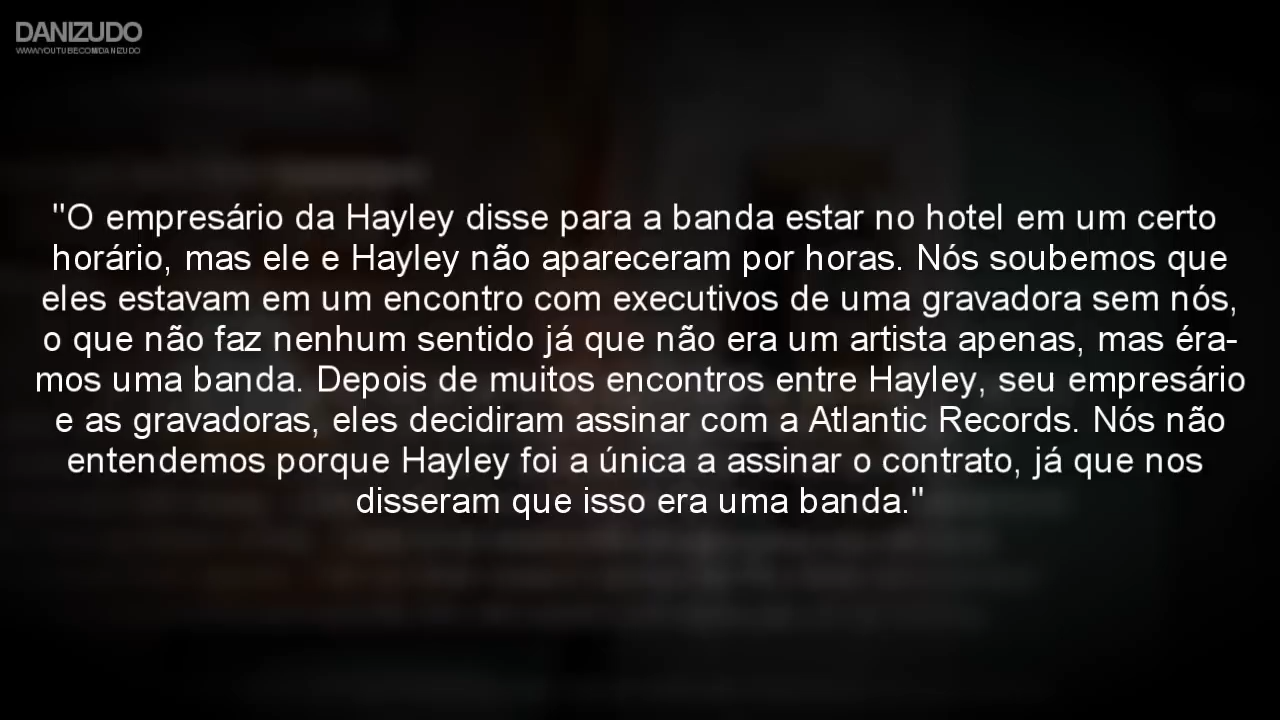 DANIZUDO
WWW.YOUTUBE.COM/DANIZUDO
"O empresário da Hayley disse para a banda estar no hotel em um certo
horário, mas ele e Hayley não apareceram por horas. Nós soubemos que
eles estavam em um encontro com executivos de uma gravadora sem nós,
o que não faz nenhum sentido já que não era um artista apenas, mas éra-
mos uma banda. Depois de muitos encontros entre Hayley, seu empresário
e as gravadoras, eles decidiram assinar com a Atlantic Records. Nós não
entendemos porque Hayley foi a única a assinar o contrato, já que nos
disseram que isso era uma banda."